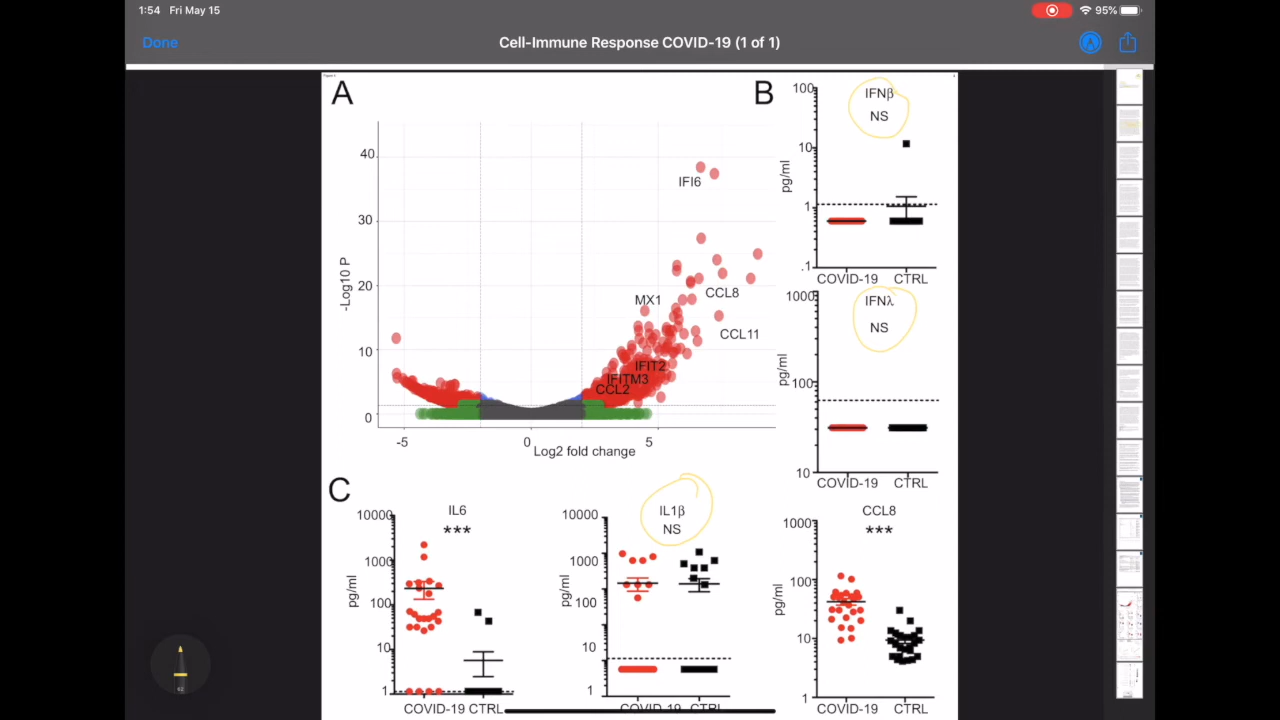 1:54 Fri May 15
95%
Done
Cell-Immune Response COVID-19 (1 of 1)
A
40
30
20
10
0
-Log10 P
IFI6
CCL8
MX1
CCL11
IFIT2
IFITM3
CCL2
-5
0
5
Log2 fold change
B
IFNβ
NS
100
10
1
.1
pg/ml
COVID-19 CTRL
IFNλ
NS
1000
100
10
pg/ml
COVID-19 CTRL
C
IL6
***
10000
1000
100
10
1
pg/ml
COVID-19 CTRL
IL1β
NS
10000
1000
100
10
1
pg/ml
COVID-19 CTRL
CCL8
***
1000
100
10
1
pg/ml
COVID-19 CTRL